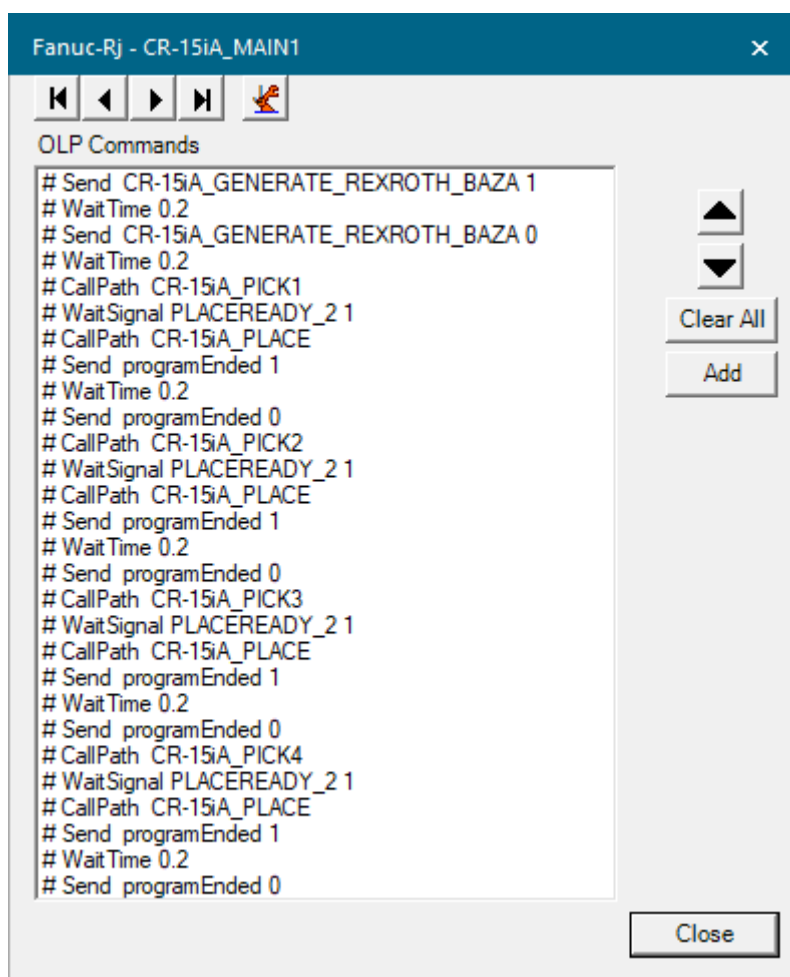 Fanuc-Rj - CR-15iA_MAIN1
OLP Commands
# Send CR-15iA_GENERATE_REXROTH_BAZA 1
# WaitTime 0.2
# Send CR-15iA_GENERATE_REXROTH_BAZA 0
# WaitTime 0.2
# CallPath CR-15iA_PICK1
# WaitSignal PLACEREADY_2 1
# CallPath CR-15iA_PLACE
# Send programEnded 1
# WaitTime 0.2
# Send programEnded 0
# CallPath CR-15iA_PICK2
# WaitSignal PLACEREADY_2 1
# CallPath CR-15iA_PLACE
# Send programEnded 1
# WaitTime 0.2
# Send programEnded 0
# CallPath CR-15iA_PICK3
# WaitSignal PLACEREADY_2 1
# CallPath CR-15iA_PLACE
# Send programEnded 1
# WaitTime 0.2
# Send programEnded 0
# CallPath CR-15iA_PICK4
# WaitSignal PLACEREADY_2 1
# CallPath CR-15iA_PLACE
# Send programEnded 1
# WaitTime 0.2
# Send programEnded 0
Clear All
Add
Close